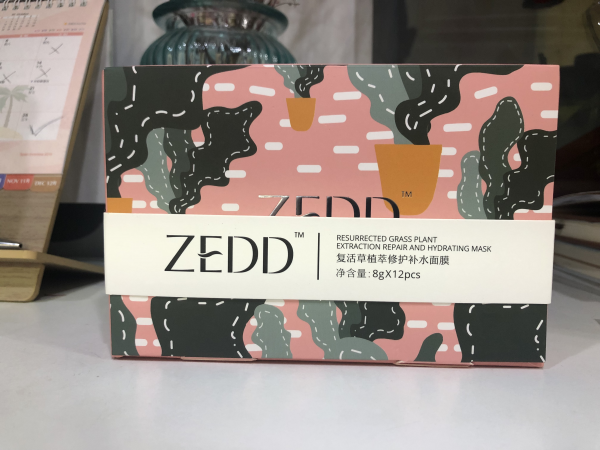 ZEDD™
ZEDD™
RESURRECTED GRASS PLANT
EXTRACTION REPAIR AND HYDRATING MASK
复活草植萃修护补水面膜
净含量:8gX12pcs